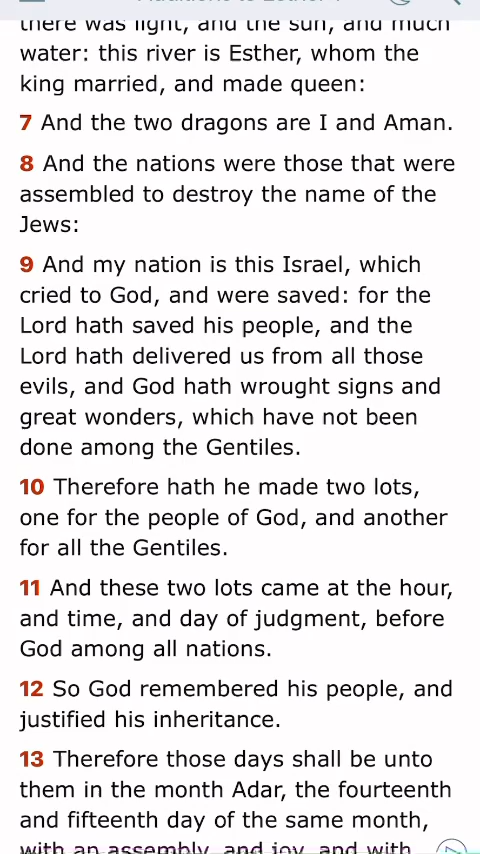 there was light, and the sun, and much
water: this river is Esther, whom the
king married, and made queen:
7 And the two dragons are I and Aman.
8 And the nations were those that were
assembled to destroy the name of the
Jews:
9 And my nation is this Israel, which
cried to God, and were saved: for the
Lord hath saved his people, and the
Lord hath delivered us from all those
evils, and God hath wrought signs and
great wonders, which have not been
done among the Gentiles.
10 Therefore hath he made two lots,
one for the people of God, and another
for all the Gentiles.
11 And these two lots came at the hour,
and time, and day of judgment, before
God among all nations.
12 So God remembered his people, and
justified his inheritance.
13 Therefore those days shall be unto
them in the month Adar, the fourteenth
and fifteenth day of the same month,
with an assembly, and joy, and with